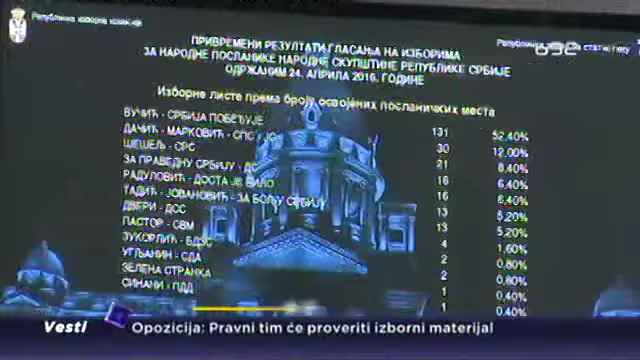 Републичка изборна комисија
B92
ПРИВРЕМЕНИ РЕЗУЛТАТИ ГЛАСАЊА НА ИЗБОРИМА
ЗА НАРОДНЕ ПОСЛАНИКЕ НАРОДНЕ СКУПШТИНЕ РЕПУБЛИКЕ СРБИЈЕ
ОДРЖАНИМ 24. АПРИЛА 2016. ГОДИНЕ
Изборне листе према броју освојених посланичких места
ВУЧИЋ - СРБИЈА ПОБЕЂУЈЕ 131 52,40%
ДАЧИЋ - МАРКОВИЋ - СПС - ЈС 30 12,00%
ШЕШЕЉ - СРС 21 8,40%
ЗА ПРАВЕДНУ СРБИЈУ - 16 6,40%
РАДУЛОВИЋ - ДОСТА ЈЕ БИЛО 16 6,40%
ТАДИЋ - ЈОВАНОВИЋ - ЗА БОЉУ СРБИЈУ 13 5,20%
ДВЕРИ - ДСС 13 5,20%
ПАСТОР - СВМ 4 1,60%
ЗУКОРЛИЋ - БДЗС 2 0,80%
УГЉАНИН - СДА 2 0,80%
ЗЕЛЕНА СТРАНКА 1 0,40%
СИНАНИ - ПДД 1 0,40%
Vesti
Opozicija: Pravni tim će proveriti izborni materijal